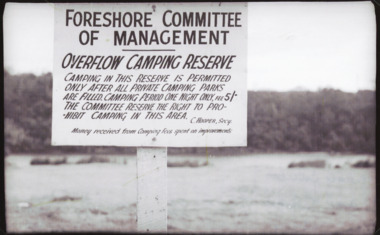 FORESHORE COMMITTEE
OF MANAGEMENT
OVERFLOW CAMPING RESERVE
CAMPING IN THIS RESERVE IS PERMITTED
ONLY AFTER ALL PRIVATE CAMPING PARKS
ARE FILLED. CAMPING PERIOD ONE NIGHT ONLY, FEE 5/-
THE COMMITTEE RESERVE THE RIGHT TO PRO-
HIBIT CAMPING IN THIS AREA.
C. HOOPER, Secy.
Money received from Camping fees spent on improvements.